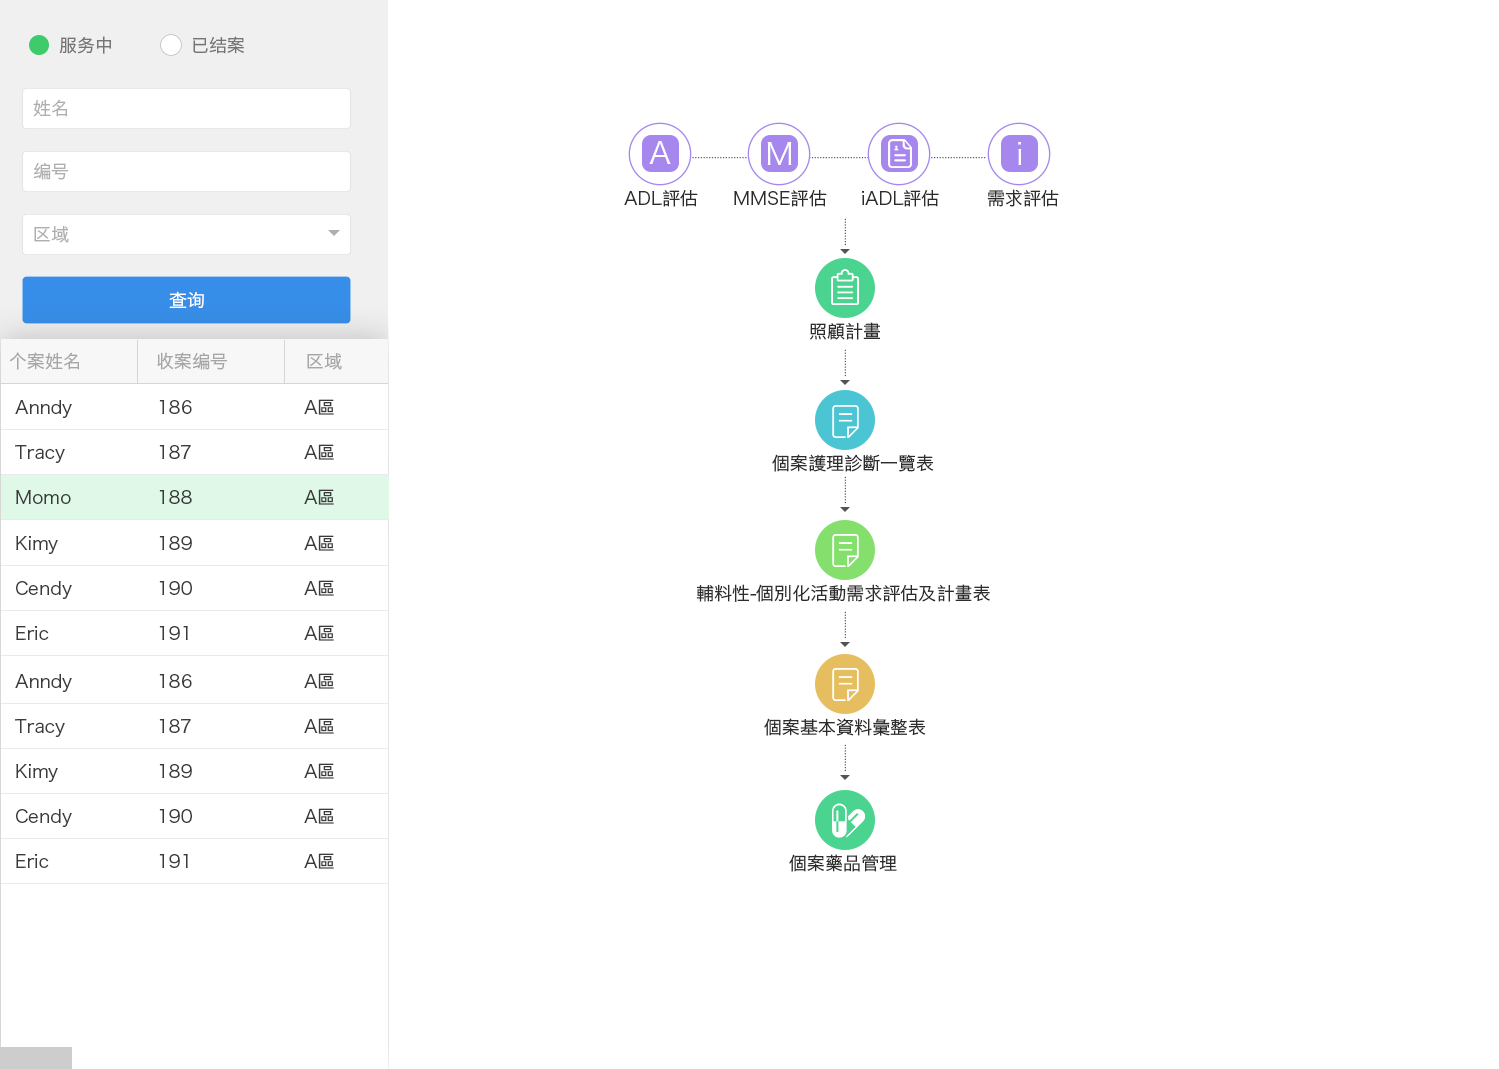 服务中 已结案
姓名
编号
区域
查询
个案姓名 收案编号 区域
Anndy 186 A區
Tracy 187 A區
Momo 188 A區
Kimy 189 A區
Cendy 190 A區
Eric 191 A區
Anndy 186 A區
Tracy 187 A區
Kimy 189 A區
Cendy 190 A區
Eric 191 A區
A M i
ADL評估 MMSE評估 iADL評估 需求評估
照顧計畫
個案護理診斷一覽表
輔料性-個別化活動需求評估及計畫表
個案基本資料彙整表
個案藥品管理